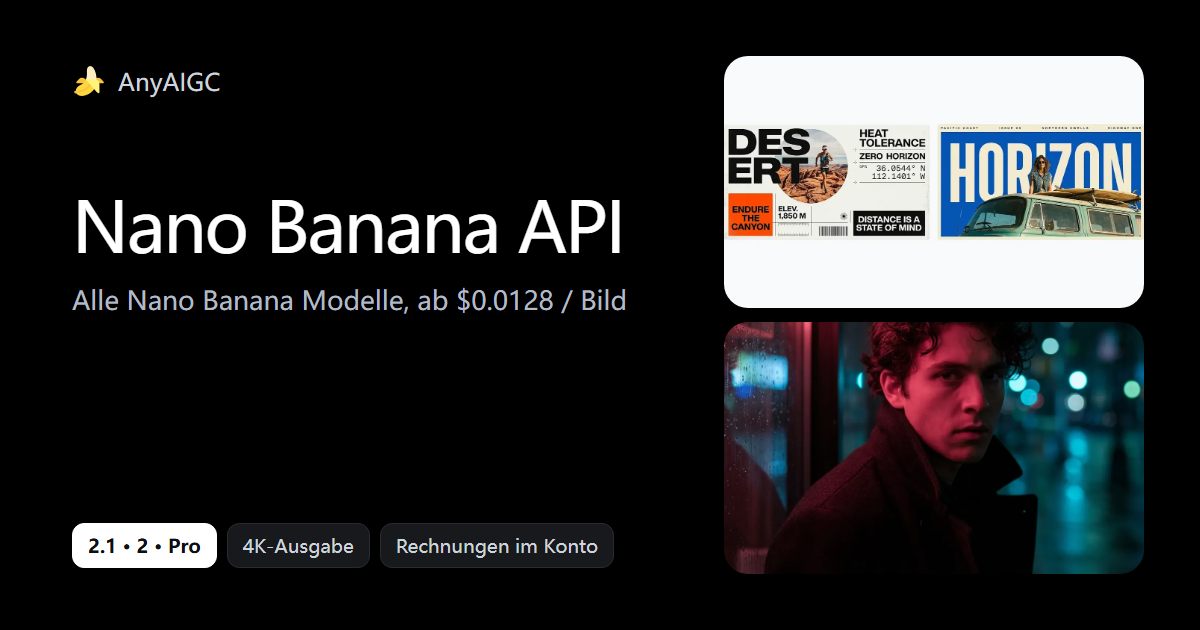 AnyAIGC
Nano Banana API
Alle Nano Banana Modelle, ab $0.0128 / Bild
2.1 • 2 • Pro
4K-Ausgabe
Rechnungen im Konto
DES
ERT
HEAT
TOLERANCE
ZERO HORIZON
36.0544° N
112.1401° W
ENDURE
THE
CANYON
ELEV.
1,850 M
DISTANCE IS A
STATE OF MIND
HORIZON